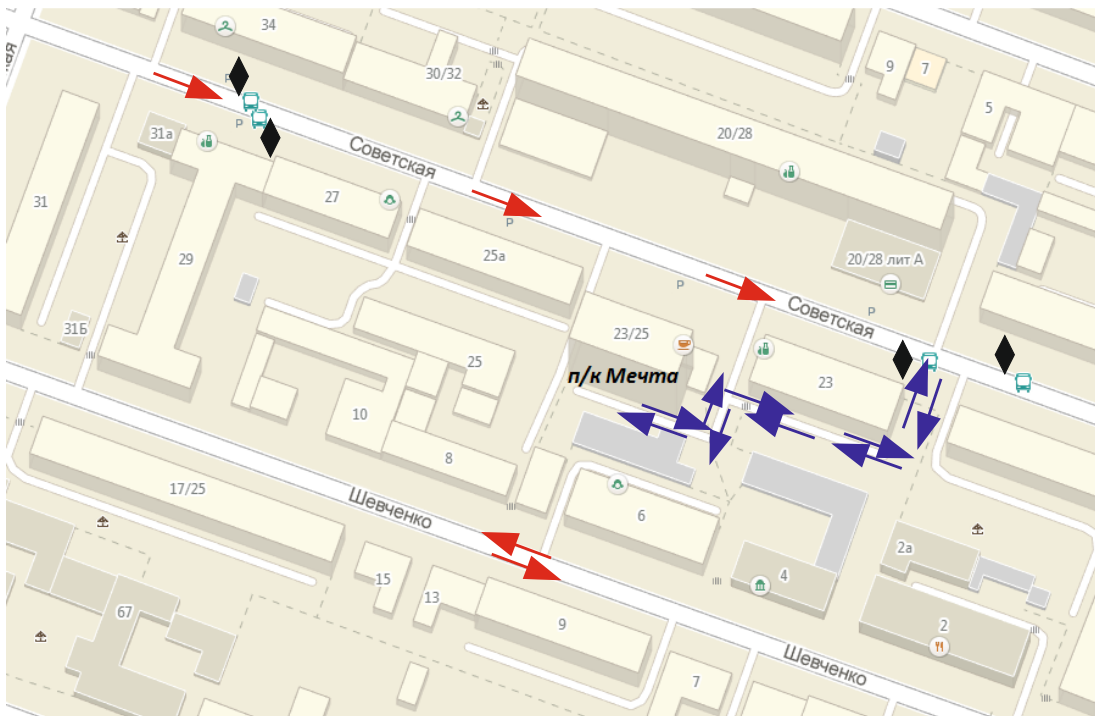 34
30/32
9
7
5
20/28
31а
Советская
27
31
29
25а
20/28 лит А
31Б
23/25
Советская
25
п/к Мечта
23
10
8
17/25
Шевченко
6
2а
4
15
13
67
9
2
Шевченко
7
P
P
P
P
P